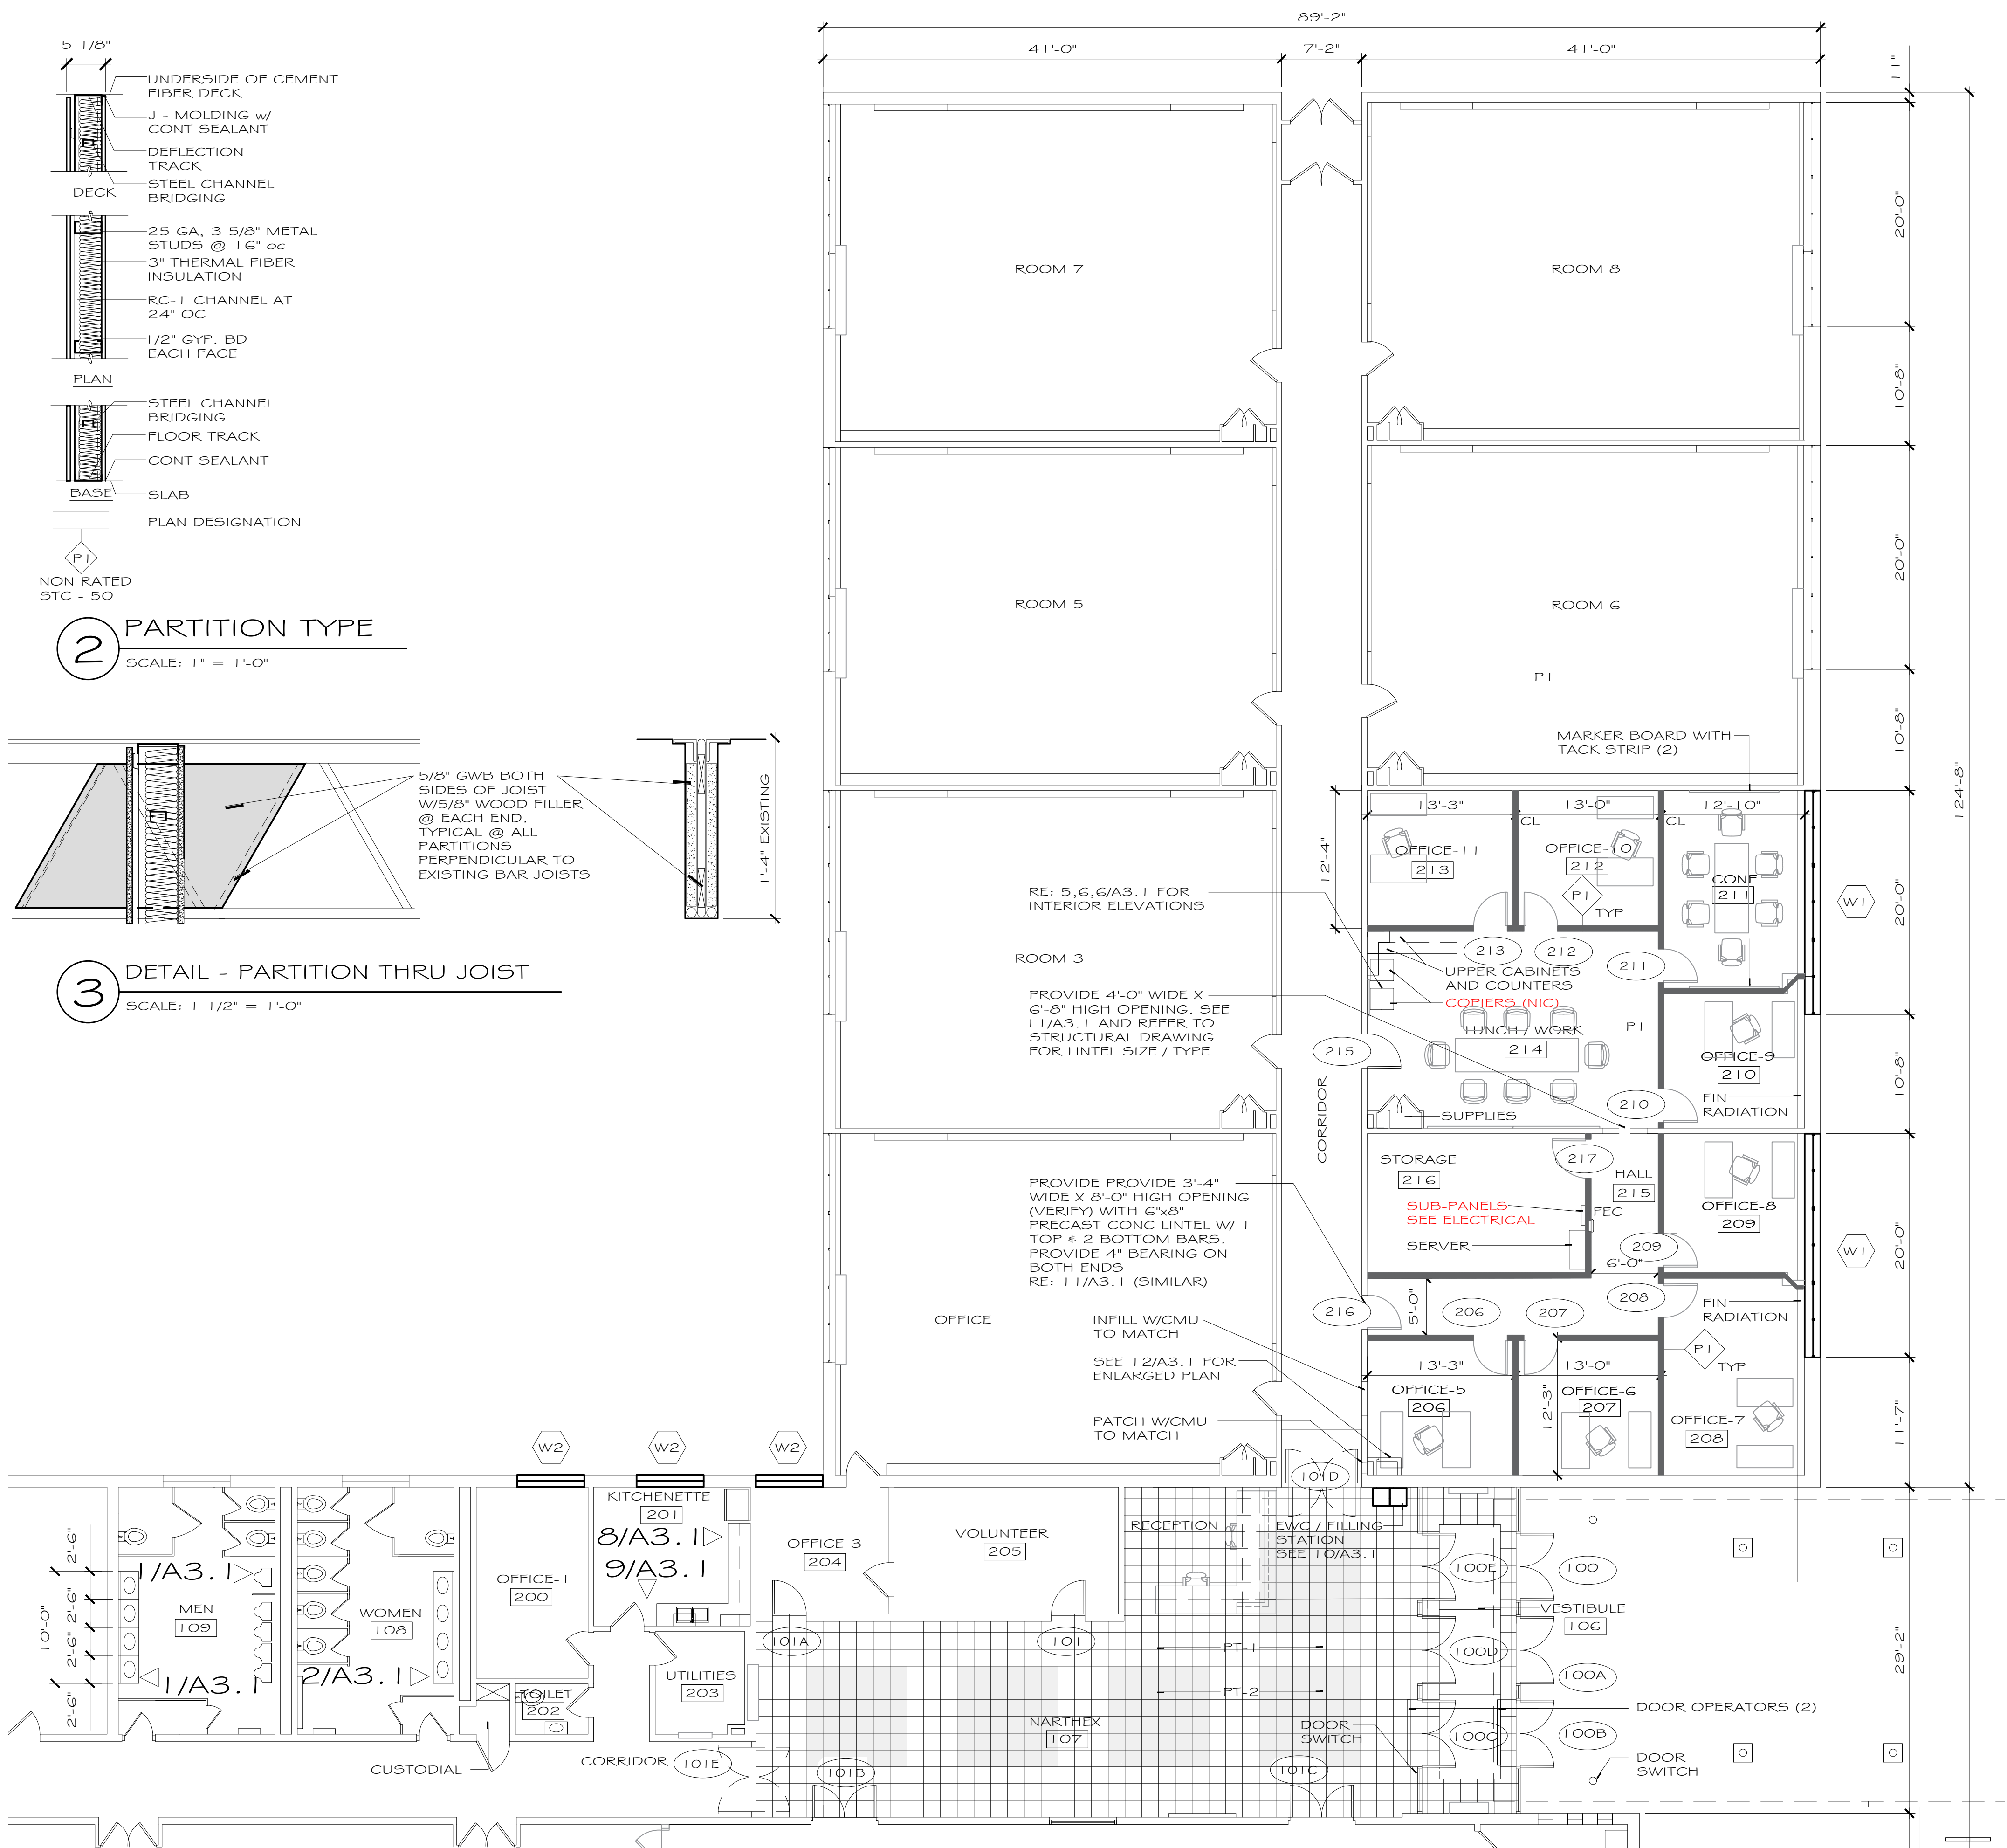 5 1/8"
UNDERSIDE OF CEMENT
FIBER DECK
J - MOLDING w/
CONT SEALANT
DEFLECTION
TRACK
STEEL CHANNEL
BRIDGING
DECK
25 GA, 3 5/8" METAL
STUDS @ 16" oc
3" THERMAL FIBER
INSULATION
RC-1 CHANNEL AT
24" OC
1/2" GYP. BD
EACH FACE
PLAN
STEEL CHANNEL
BRIDGING
FLOOR TRACK
CONT SEALANT
BASE
SLAB
PLAN DESIGNATION
P1
NON RATED
STC - 50
2
PARTITION TYPE
SCALE: 1" = 1'-0"
5/8" GWB BOTH
SIDES OF JOIST
W/5/8" WOOD FILLER
@ EACH END.
TYPICAL @ ALL
PARTITIONS
PERPENDICULAR TO
EXISTING BAR JOISTS
1'-4" EXISTING
3
DETAIL - PARTITION THRU JOIST
SCALE: 1 1/2" = 1'-0"
89'-2"
41'-0"
7'-2"
41'-0"
11"
20'-0"
10'-8"
20'-0"
10'-8"
20'-0"
10'-8"
20'-0"
11'-7"
29'-2"
124'-8"
ROOM 7
ROOM 8
ROOM 5
ROOM 6
P1
MARKER BOARD WITH
TACK STRIP (2)
13'-3"
13'-0"
12'-10"
CL
CL
12'-4"
OFFICE-11
213
OFFICE-10
212
P1
TYP
CONF
211
W1
RE: 5,6,6/A3.1 FOR
INTERIOR ELEVATIONS
ROOM 3
PROVIDE 4'-0" WIDE X
6'-8" HIGH OPENING. SEE
11/A3.1 AND REFER TO
STRUCTURAL DRAWING
FOR LINTEL SIZE / TYPE
213
212
211
UPPER CABINETS
AND COUNTERS
COPIERS (NIC)
LUNCH / WORK
214
P1
215
OFFICE-9
210
210
FIN
RADIATION
SUPPLIES
CORRIDOR
STORAGE
216
217
HALL
215
SUB-PANELS
SEE ELECTRICAL
FEC
SERVER
OFFICE-8
209
209
6'-0"
W1
PROVIDE PROVIDE 3'-4"
WIDE X 8'-0" HIGH OPENING
(VERIFY) WITH 6"x8"
PRECAST CONC LINTEL W/ 1
TOP & 2 BOTTOM BARS.
PROVIDE 4" BEARING ON
BOTH ENDS
RE: 11/A3.1 (SIMILAR)
OFFICE
216
5'-0"
206
207
208
FIN
RADIATION
P1
TYP
INFILL W/CMU
TO MATCH
SEE 12/A3.1 FOR
ENLARGED PLAN
PATCH W/CMU
TO MATCH
13'-3"
13'-0"
12'-3"
OFFICE-5
206
OFFICE-6
207
OFFICE-7
208
W2
W2
W2
101D
KITCHENETTE
201
8/A3.1
9/A3.1
OFFICE-3
204
VOLUNTEER
205
RECEPTION
EWC / FILLING
STATION
SEE 10/A3.1
100E
100
VESTIBULE
106
2'-6"
2'-6"
2'-6"
2'-6"
10'-0"
1/A3.1
MEN
109
1/A3.1
WOMEN
108
2/A3.1
OFFICE-1
200
101A
101
PT-1
100D
UTILITIES
203
100A
PT-2
TOILET
202
NARTHEX
107
DOOR
SWITCH
100C
DOOR OPERATORS (2)
100B
CUSTODIAL
CORRIDOR
101E
101B
101C
DOOR
SWITCH